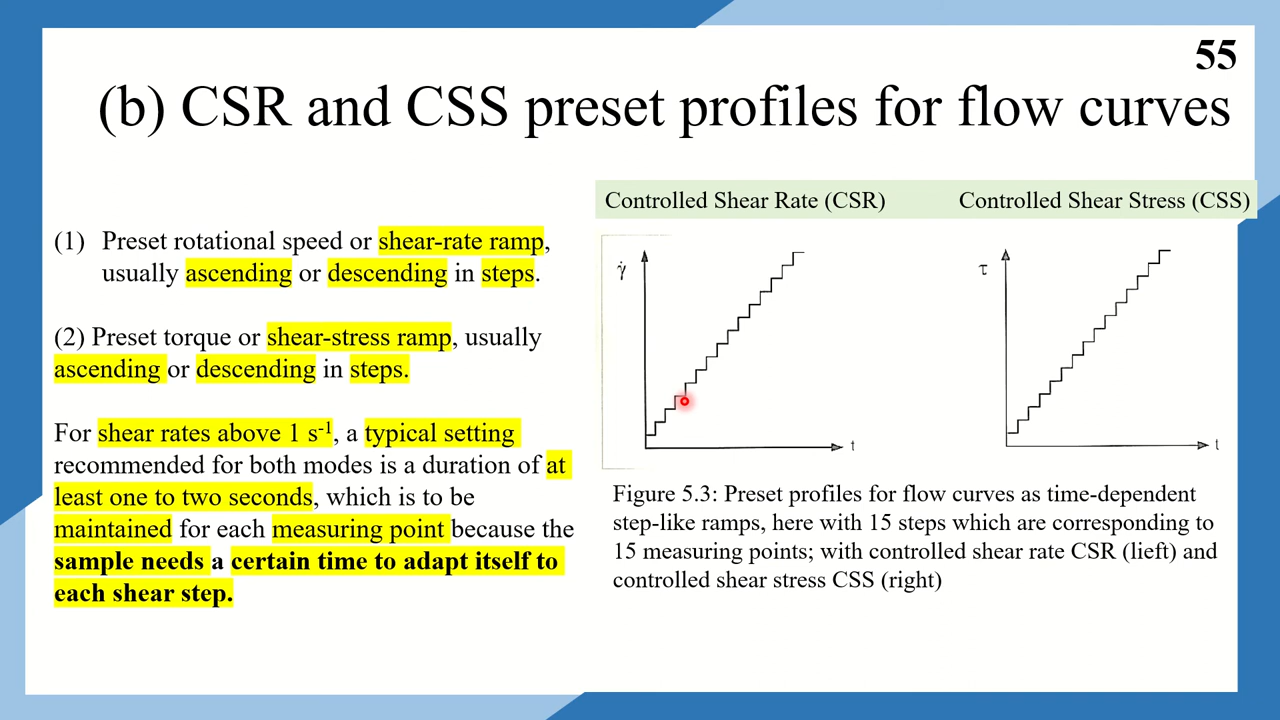 55
(b) CSR and CSS preset profiles for flow curves
(1) Preset rotational speed or shear-rate ramp,
usually ascending or descending in steps.
(2) Preset torque or shear-stress ramp, usually
ascending or descending in steps.
For shear rates above 1 s⁻¹, a typical setting
recommended for both modes is a duration of at
least one to two seconds, which is to be
maintained for each measuring point because the
sample needs a certain time to adapt itself to
each shear step.
Controlled Shear Rate (CSR)
Controlled Shear Stress (CSS)
γ̇
t
τ
t
Figure 5.3: Preset profiles for flow curves as time-dependent
step-like ramps, here with 15 steps which are corresponding to
15 measuring points; with controlled shear rate CSR (lieft) and
controlled shear stress CSS (right)